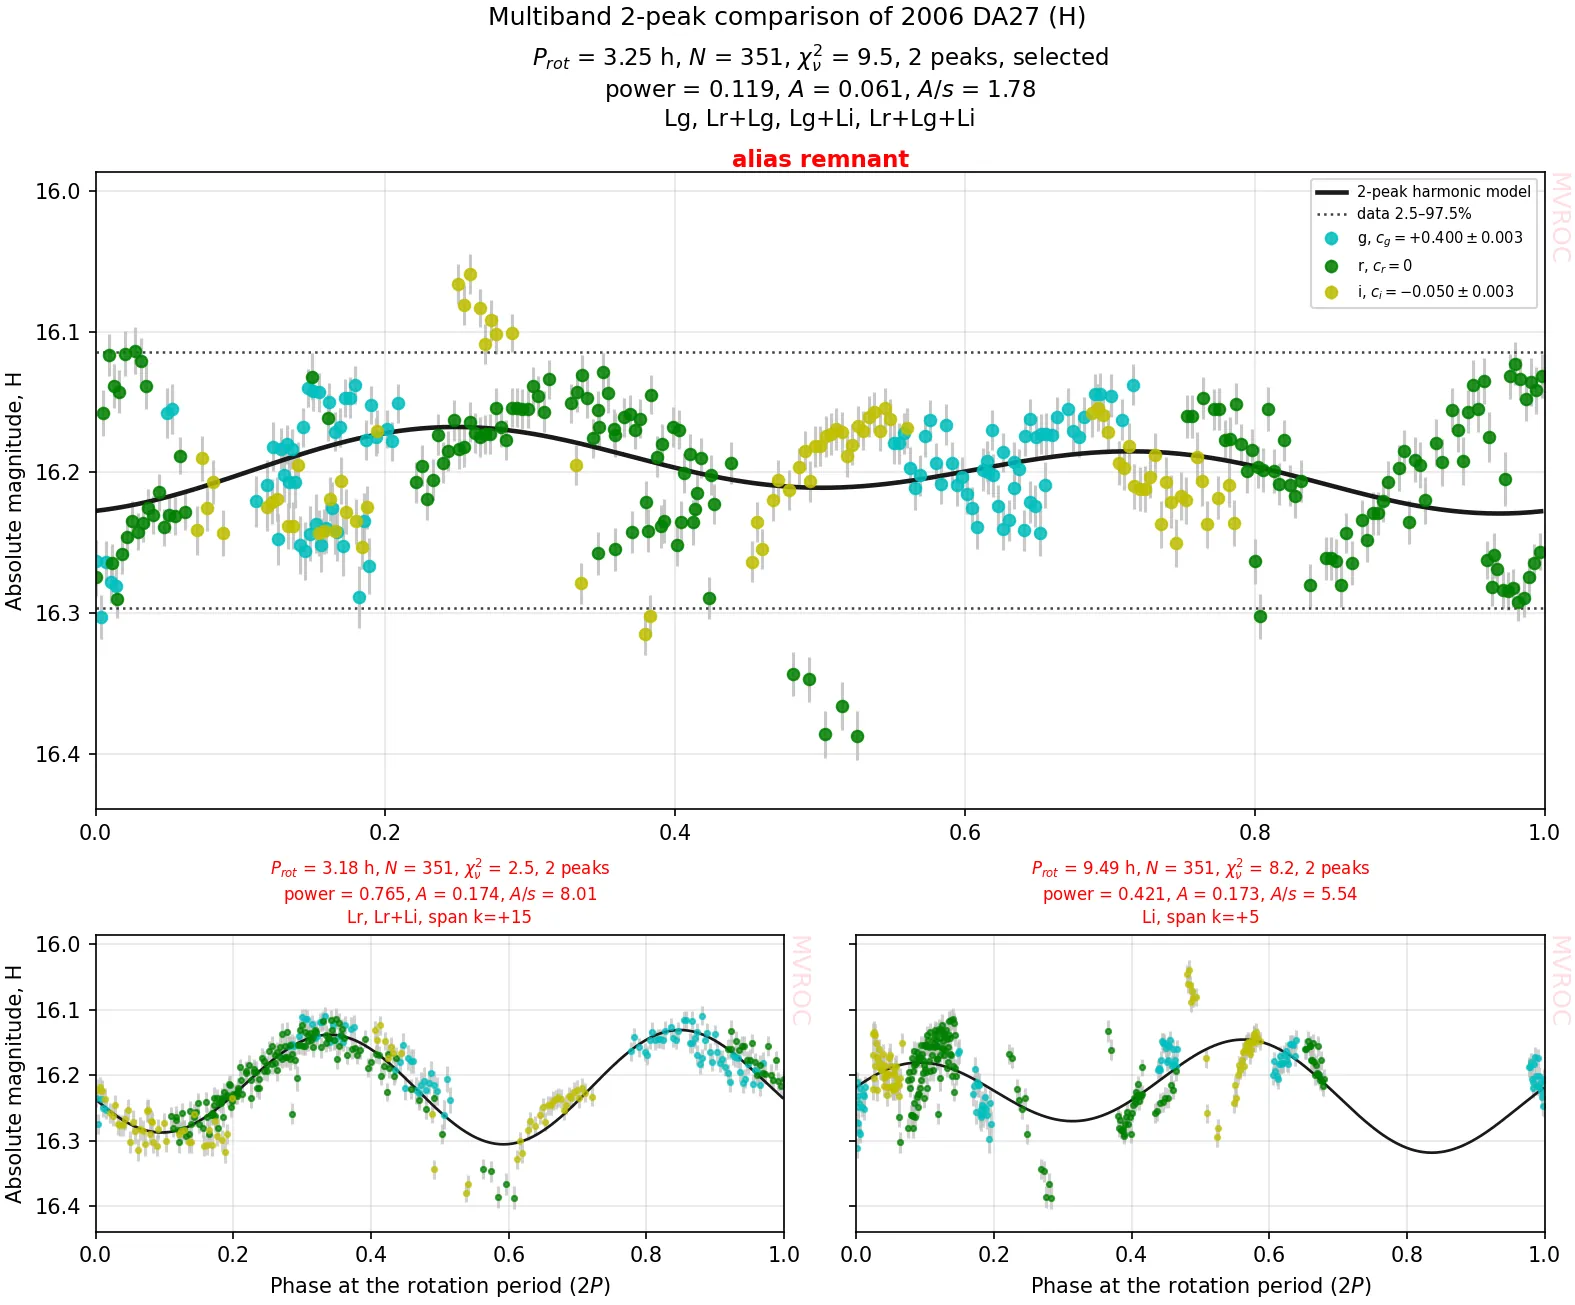 Multiband 2-peak comparison of 2006 DA27 (H)
P_rot = 3.25 h, N = 351, χ²_ν = 9.5, 2 peaks, selected
power = 0.119, A = 0.061, A/s = 1.78
Lg, Lr+Lg, Lg+Li, Lr+Lg+Li
alias remnant
2-peak harmonic model
data 2.5–97.5%
g, c_g = +0.400 ± 0.003
r, c_r = 0
i, c_i = −0.050 ± 0.003
MVROC
Absolute magnitude, H
16.0
16.1
16.2
16.3
16.4
0.0 0.2 0.4 0.6 0.8 1.0
P_rot = 3.18 h, N = 351, χ²_ν = 2.5, 2 peaks
power = 0.765, A = 0.174, A/s = 8.01
Lr, Lr+Li, span k=+15
MVROC
Absolute magnitude, H
16.0
16.1
16.2
16.3
16.4
0.0 0.2 0.4 0.6 0.8 1.0
Phase at the rotation period (2P)
P_rot = 9.49 h, N = 351, χ²_ν = 8.2, 2 peaks
power = 0.421, A = 0.173, A/s = 5.54
Li, span k=+5
MVROC
0.0 0.2 0.4 0.6 0.8 1.0
Phase at the rotation period (2P)